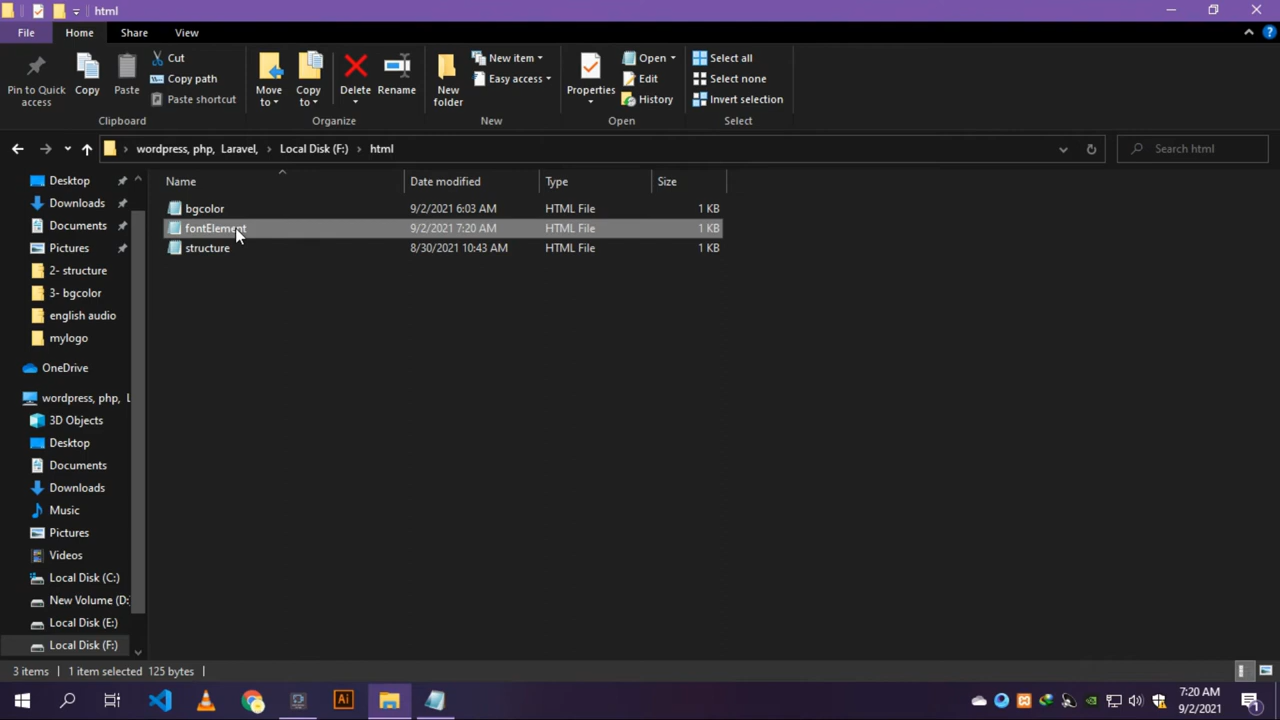 html
File Home Share View
Pin to Quick access
Copy
Paste
Cut
Copy path
Paste shortcut
Clipboard
Move to
Copy to
Delete
Rename
Organize
New folder
New item
Easy access
New
Properties
Open
Edit
History
Open
Select all
Select none
Invert selection
Select
wordpress, php, Laravel, > Local Disk (F:) > html
Search html
Name Date modified Type Size
bgcolor 9/2/2021 6:03 AM HTML File 1 KB
fontElement 9/2/2021 7:20 AM HTML File 1 KB
structure 8/30/2021 10:43 AM HTML File 1 KB
Desktop
Downloads
Documents
Pictures
2- structure
3- bgcolor
english audio
mylogo
OneDrive
wordpress, php, L
3D Objects
Desktop
Documents
Downloads
Music
Pictures
Videos
Local Disk (C:)
New Volume (D:
Local Disk (E:)
Local Disk (F:)
3 items 1 item selected 125 bytes
Ai
7:20 AM
9/2/2021
1